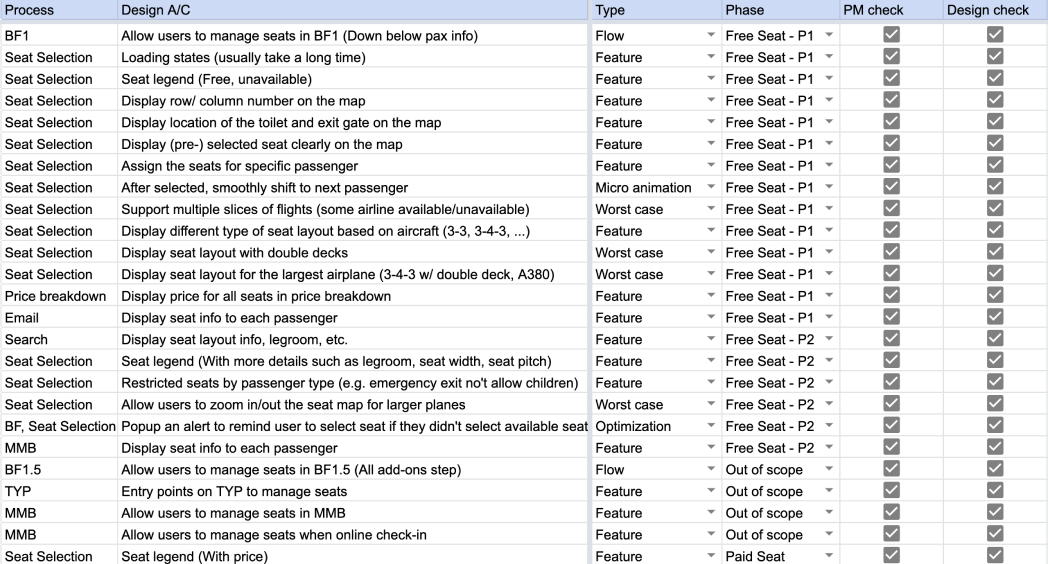 Process Design A/C Type Phase PM check Design check
BF1 Allow users to manage seats in BF1 (Down below pax info) Flow Free Seat - P1
Seat Selection Loading states (usually take a long time) Feature Free Seat - P1
Seat Selection Seat legend (Free, unavailable) Feature Free Seat - P1
Seat Selection Display row/ column number on the map Feature Free Seat - P1
Seat Selection Display location of the toilet and exit gate on the map Feature Free Seat - P1
Seat Selection Display (pre-) selected seat clearly on the map Feature Free Seat - P1
Seat Selection Assign the seats for specific passenger Feature Free Seat - P1
Seat Selection After selected, smoothly shift to next passenger Micro animation Free Seat - P1
Seat Selection Support multiple slices of flights (some airline available/unavailable) Worst case Free Seat - P1
Seat Selection Display different type of seat layout based on aircraft (3-3, 3-4-3, ...) Feature Free Seat - P1
Seat Selection Display seat layout with double decks Worst case Free Seat - P1
Seat Selection Display seat layout for the largest airplane (3-4-3 w/ double deck, A380) Worst case Free Seat - P1
Price breakdown Display price for all seats in price breakdown Feature Free Seat - P1
Email Display seat info to each passenger Feature Free Seat - P1
Search Display seat layout info, legroom, etc. Feature Free Seat - P2
Seat Selection Seat legend (With more details such as legroom, seat width, seat pitch) Feature Free Seat - P2
Seat Selection Restricted seats by passenger type (e.g. emergency exit no't allow children) Feature Free Seat - P2
Seat Selection Allow users to zoom in/out the seat map for larger planes Worst case Free Seat - P2
BF, Seat Selection Popup an alert to remind user to select seat if they didn't select available seat Optimization Free Seat - P2
MMB Display seat info to each passenger Feature Free Seat - P2
BF1.5 Allow users to manage seats in BF1.5 (All add-ons step) Flow Out of scope
TYP Entry points on TYP to manage seats Feature Out of scope
MMB Allow users to manage seats in MMB Feature Out of scope
MMB Allow users to manage seats when online check-in Feature Out of scope
Seat Selection Seat legend (With price) Feature Paid Seat